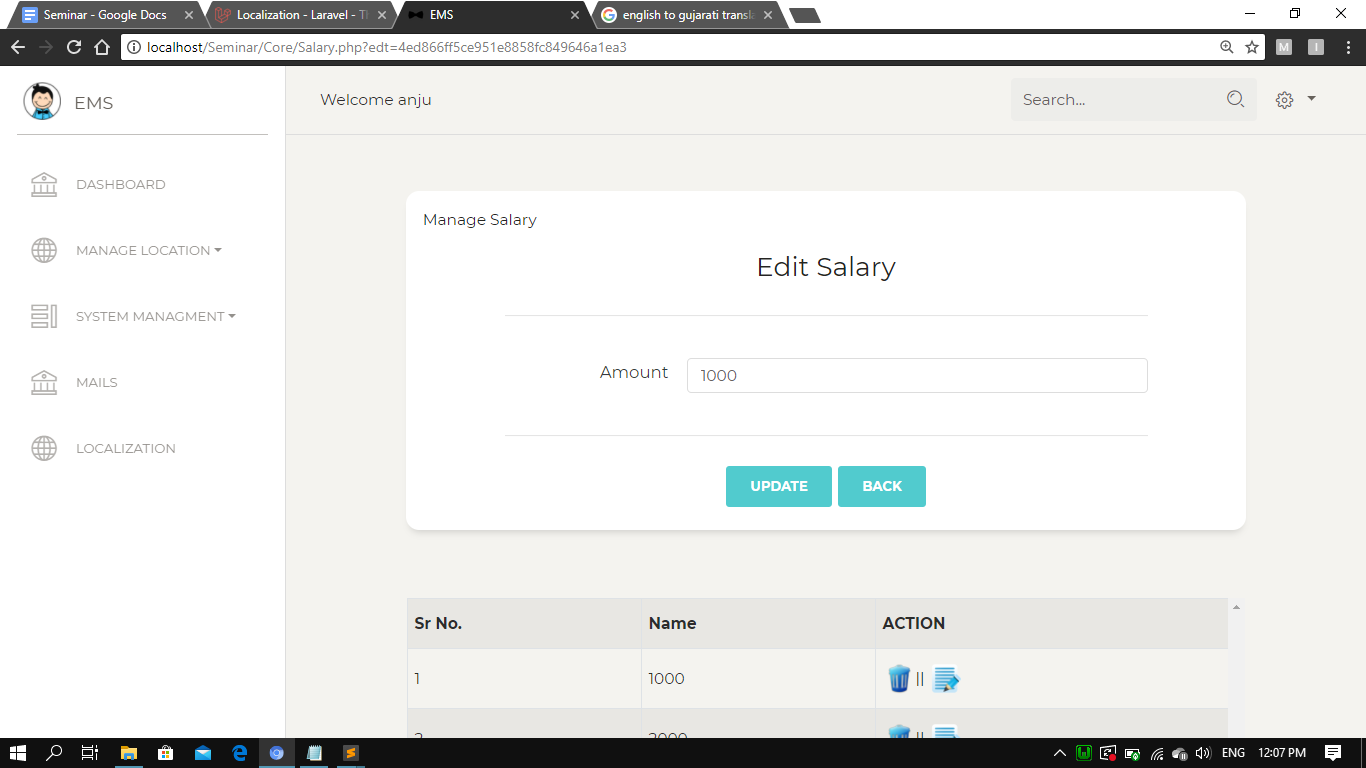 Seminar - Google Docs
Localization - Laravel - Th
EMS
english to gujarati transla
localhost/Seminar/Core/Salary.php?edt=4ed866ff5ce951e8858fc849646a1ea3
M
I
EMS
Welcome anju
Search...
DASHBOARD
MANAGE LOCATION
SYSTEM MANAGMENT
MAILS
LOCALIZATION
Manage Salary
Edit Salary
Amount
1000
UPDATE
BACK
Sr No.
Name
ACTION
1
1000
||
2
2000
||
ENG
12:07 PM